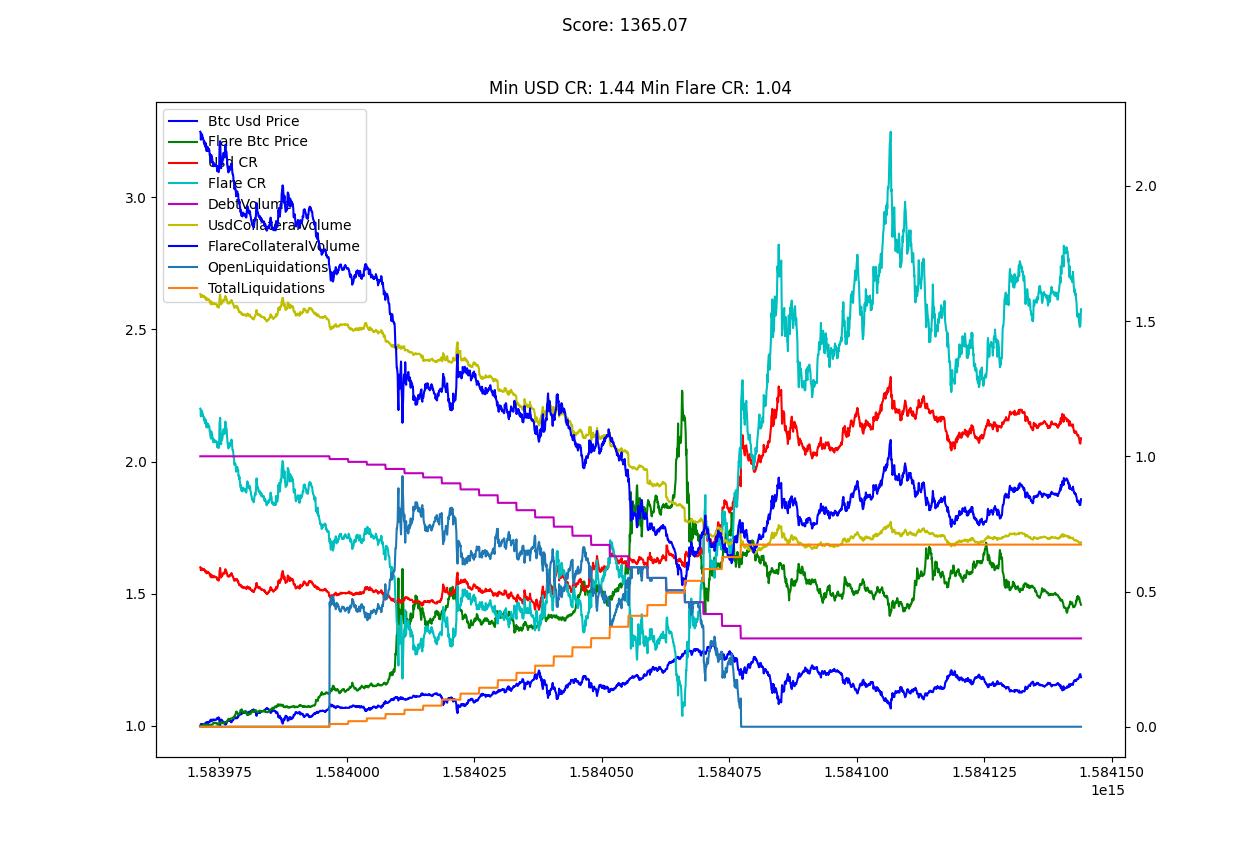 Score: 1365.07
Min USD CR: 1.44 Min Flare CR: 1.04
Btc Usd Price
Flare Btc Price
Usd CR
Flare CR
DebtVolume
UsdCollateralVolume
FlareCollateralVolume
OpenLiquidations
TotalLiquidations
3.0
2.5
2.0
1.5
1.0
2.0
1.5
1.0
0.5
0.0
1.583975 1.584000 1.584025 1.584050 1.584075 1.584100 1.584125 1.584150
1e15